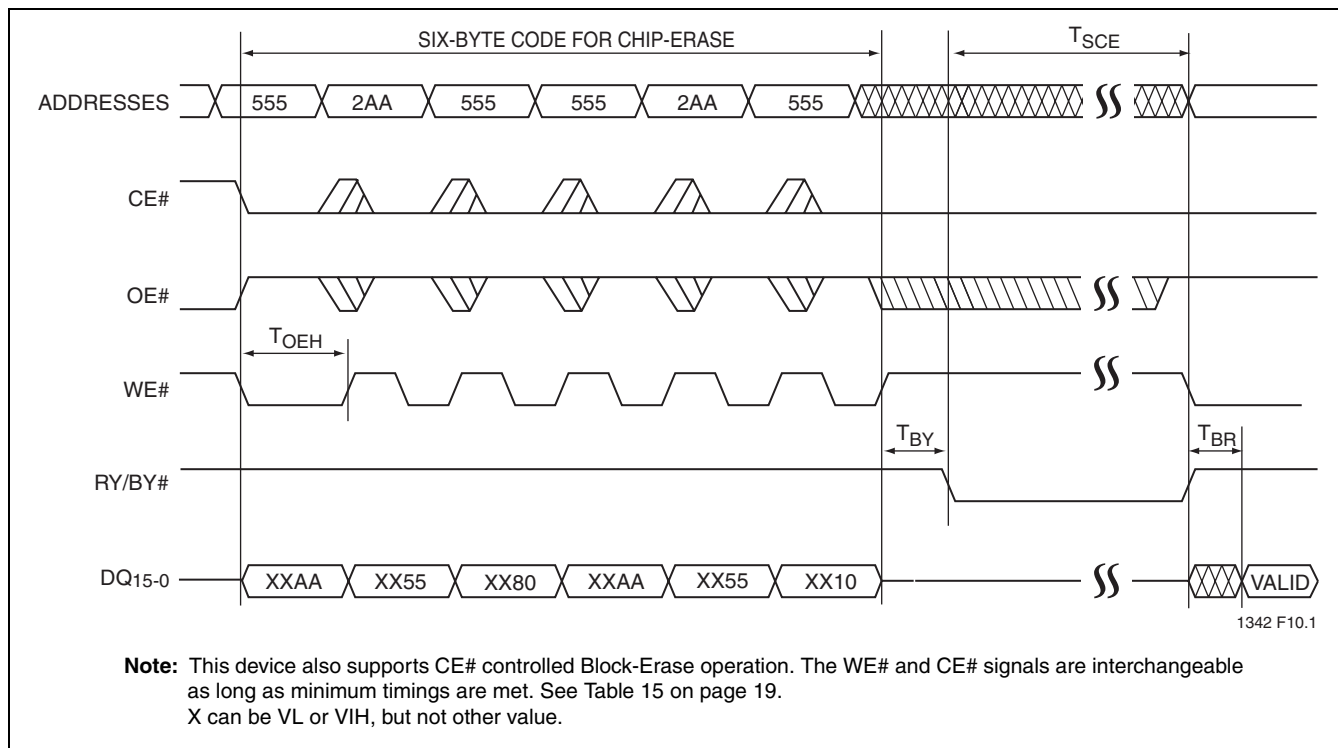 SIX-BYTE CODE FOR CHIP-ERASE
TSCE
ADDRESSES 555 2AA 555 555 2AA 555
CE#
OE#
TOEH
WE#
TBY TBR
RY/BY#
DQ15-0 XXAA XX55 XX80 XXAA XX55 XX10 VALID
1342 F10.1
Note: This device also supports CE# controlled Block-Erase operation. The WE# and CE# signals are interchangeable
as long as minimum timings are met. See Table 15 on page 19.
X can be VL or VIH, but not other value.